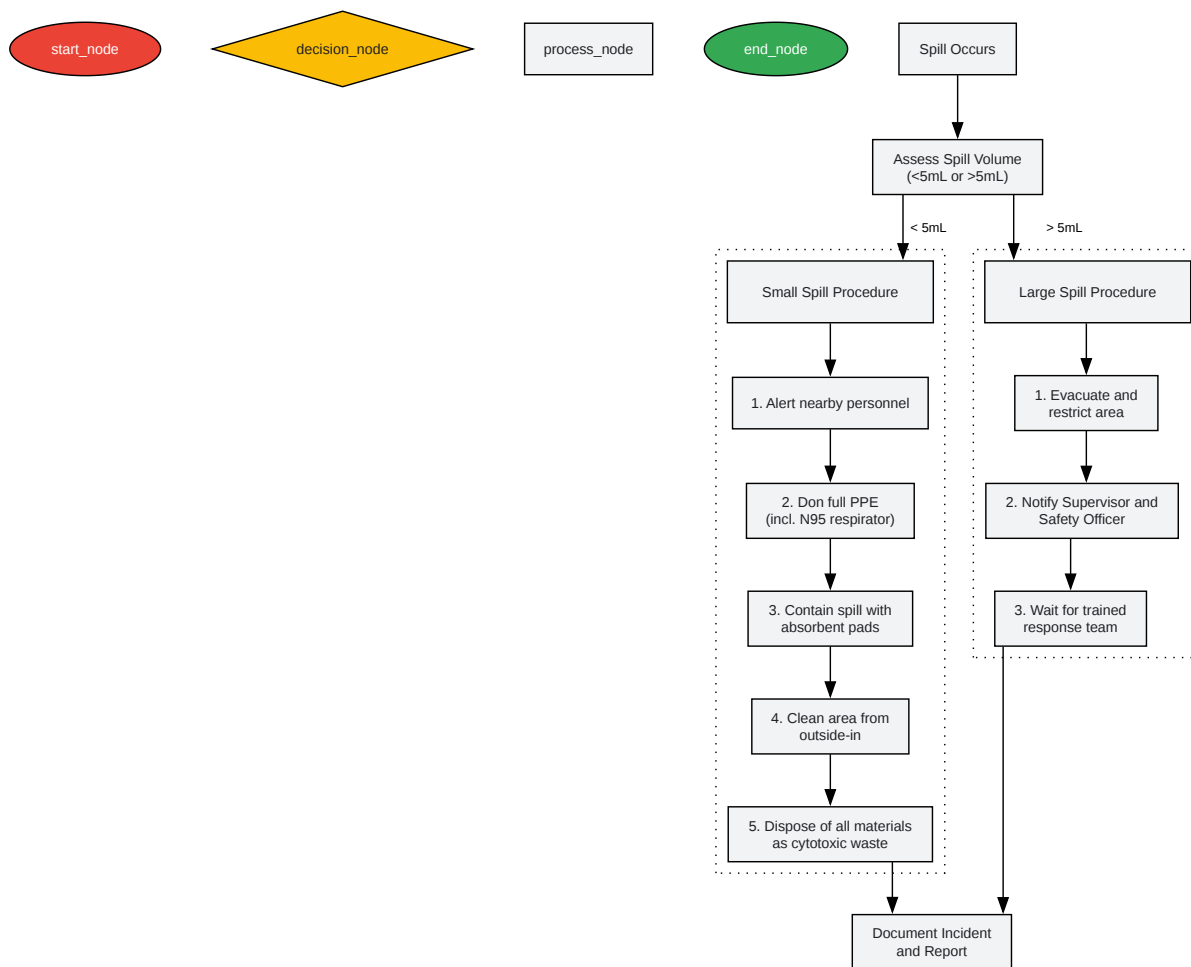 start_node
decision_node
process_node
end_node
Spill Occurs
Assess Spill Volume
(<5mL or >5mL)
< 5mL
> 5mL
Small Spill Procedure
Large Spill Procedure
1. Alert nearby personnel
1. Evacuate and
restrict area
2. Don full PPE
(incl. N95 respirator)
2. Notify Supervisor and
Safety Officer
3. Contain spill with
absorbent pads
3. Wait for trained
response team
4. Clean area from
outside-in
5. Dispose of all materials
as cytotoxic waste
Document Incident
and Report